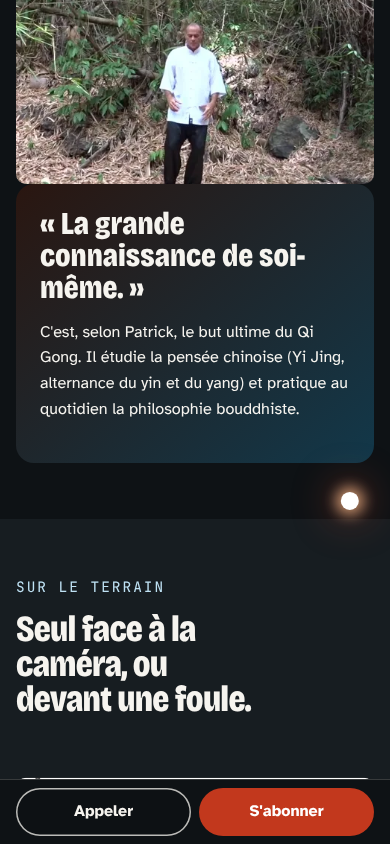 « La grande
connaissance de soi-
même. »
C'est, selon Patrick, le but ultime du Qi
Gong. Il étudie la pensée chinoise (Yi Jing,
alternance du yin et du yang) et pratique au
quotidien la philosophie bouddhiste.
SUR LE TERRAIN
Seul face à la
caméra, ou
devant une foule.
Appeler
S'abonner